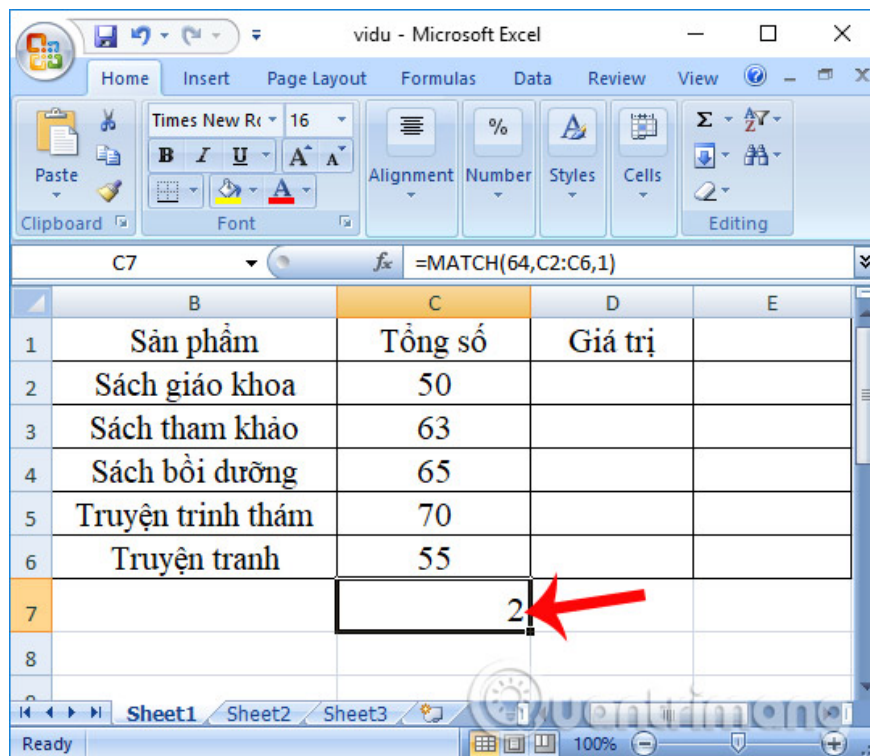 vidu - Microsoft Excel
Home Insert Page Layout Formulas Data Review View
Times New Ro 16
Paste B I U A A Alignment Number Styles Cells Σ
Clipboard Font Editing
C7 fx =MATCH(64,C2:C6,1)
B C D E
1 Sản phẩm Tổng số Giá trị
2 Sách giáo khoa 50
3 Sách tham khảo 63
4 Sách bồi dưỡng 65
5 Truyện trinh thám 70
6 Truyện tranh 55
7 2
8
Sheet1 Sheet2 Sheet3
Quantrimang
Ready 100%